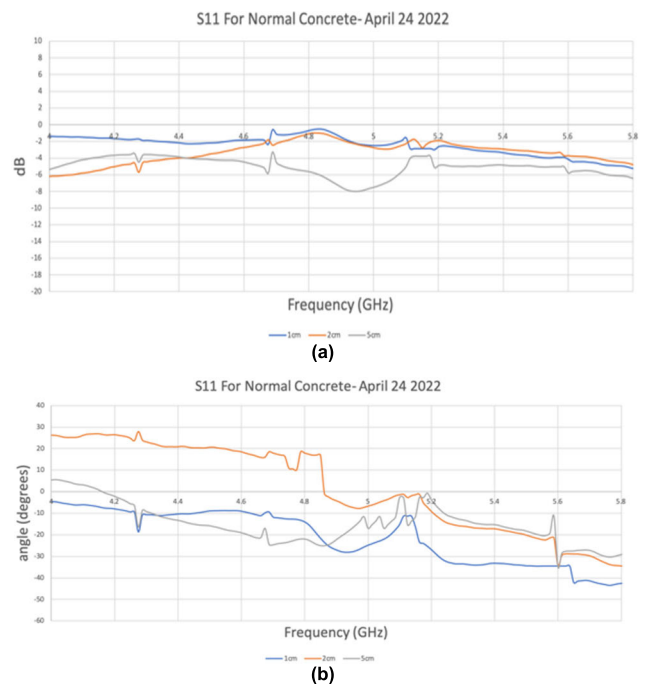 S11 For Normal Concrete- April 24 2022
10
8
6
4
2
0
4 4.2 4.4 4.6 4.8 5 5.2 5.4 5.6 5.8
-2
-4
-6
-8
-10
-12
-14
-16
-18
-20
dB
Frequency (GHz)
1cm 2cm 5cm
(a)
S11 For Normal Concrete- April 24 2022
40
30
20
10
0
4 4.2 4.4 4.6 4.8 5 5.2 5.4 5.6 5.8
-10
-20
-30
-40
-50
-60
angle (degrees)
Frequency (GHz)
1cm 2cm 5cm
(b)